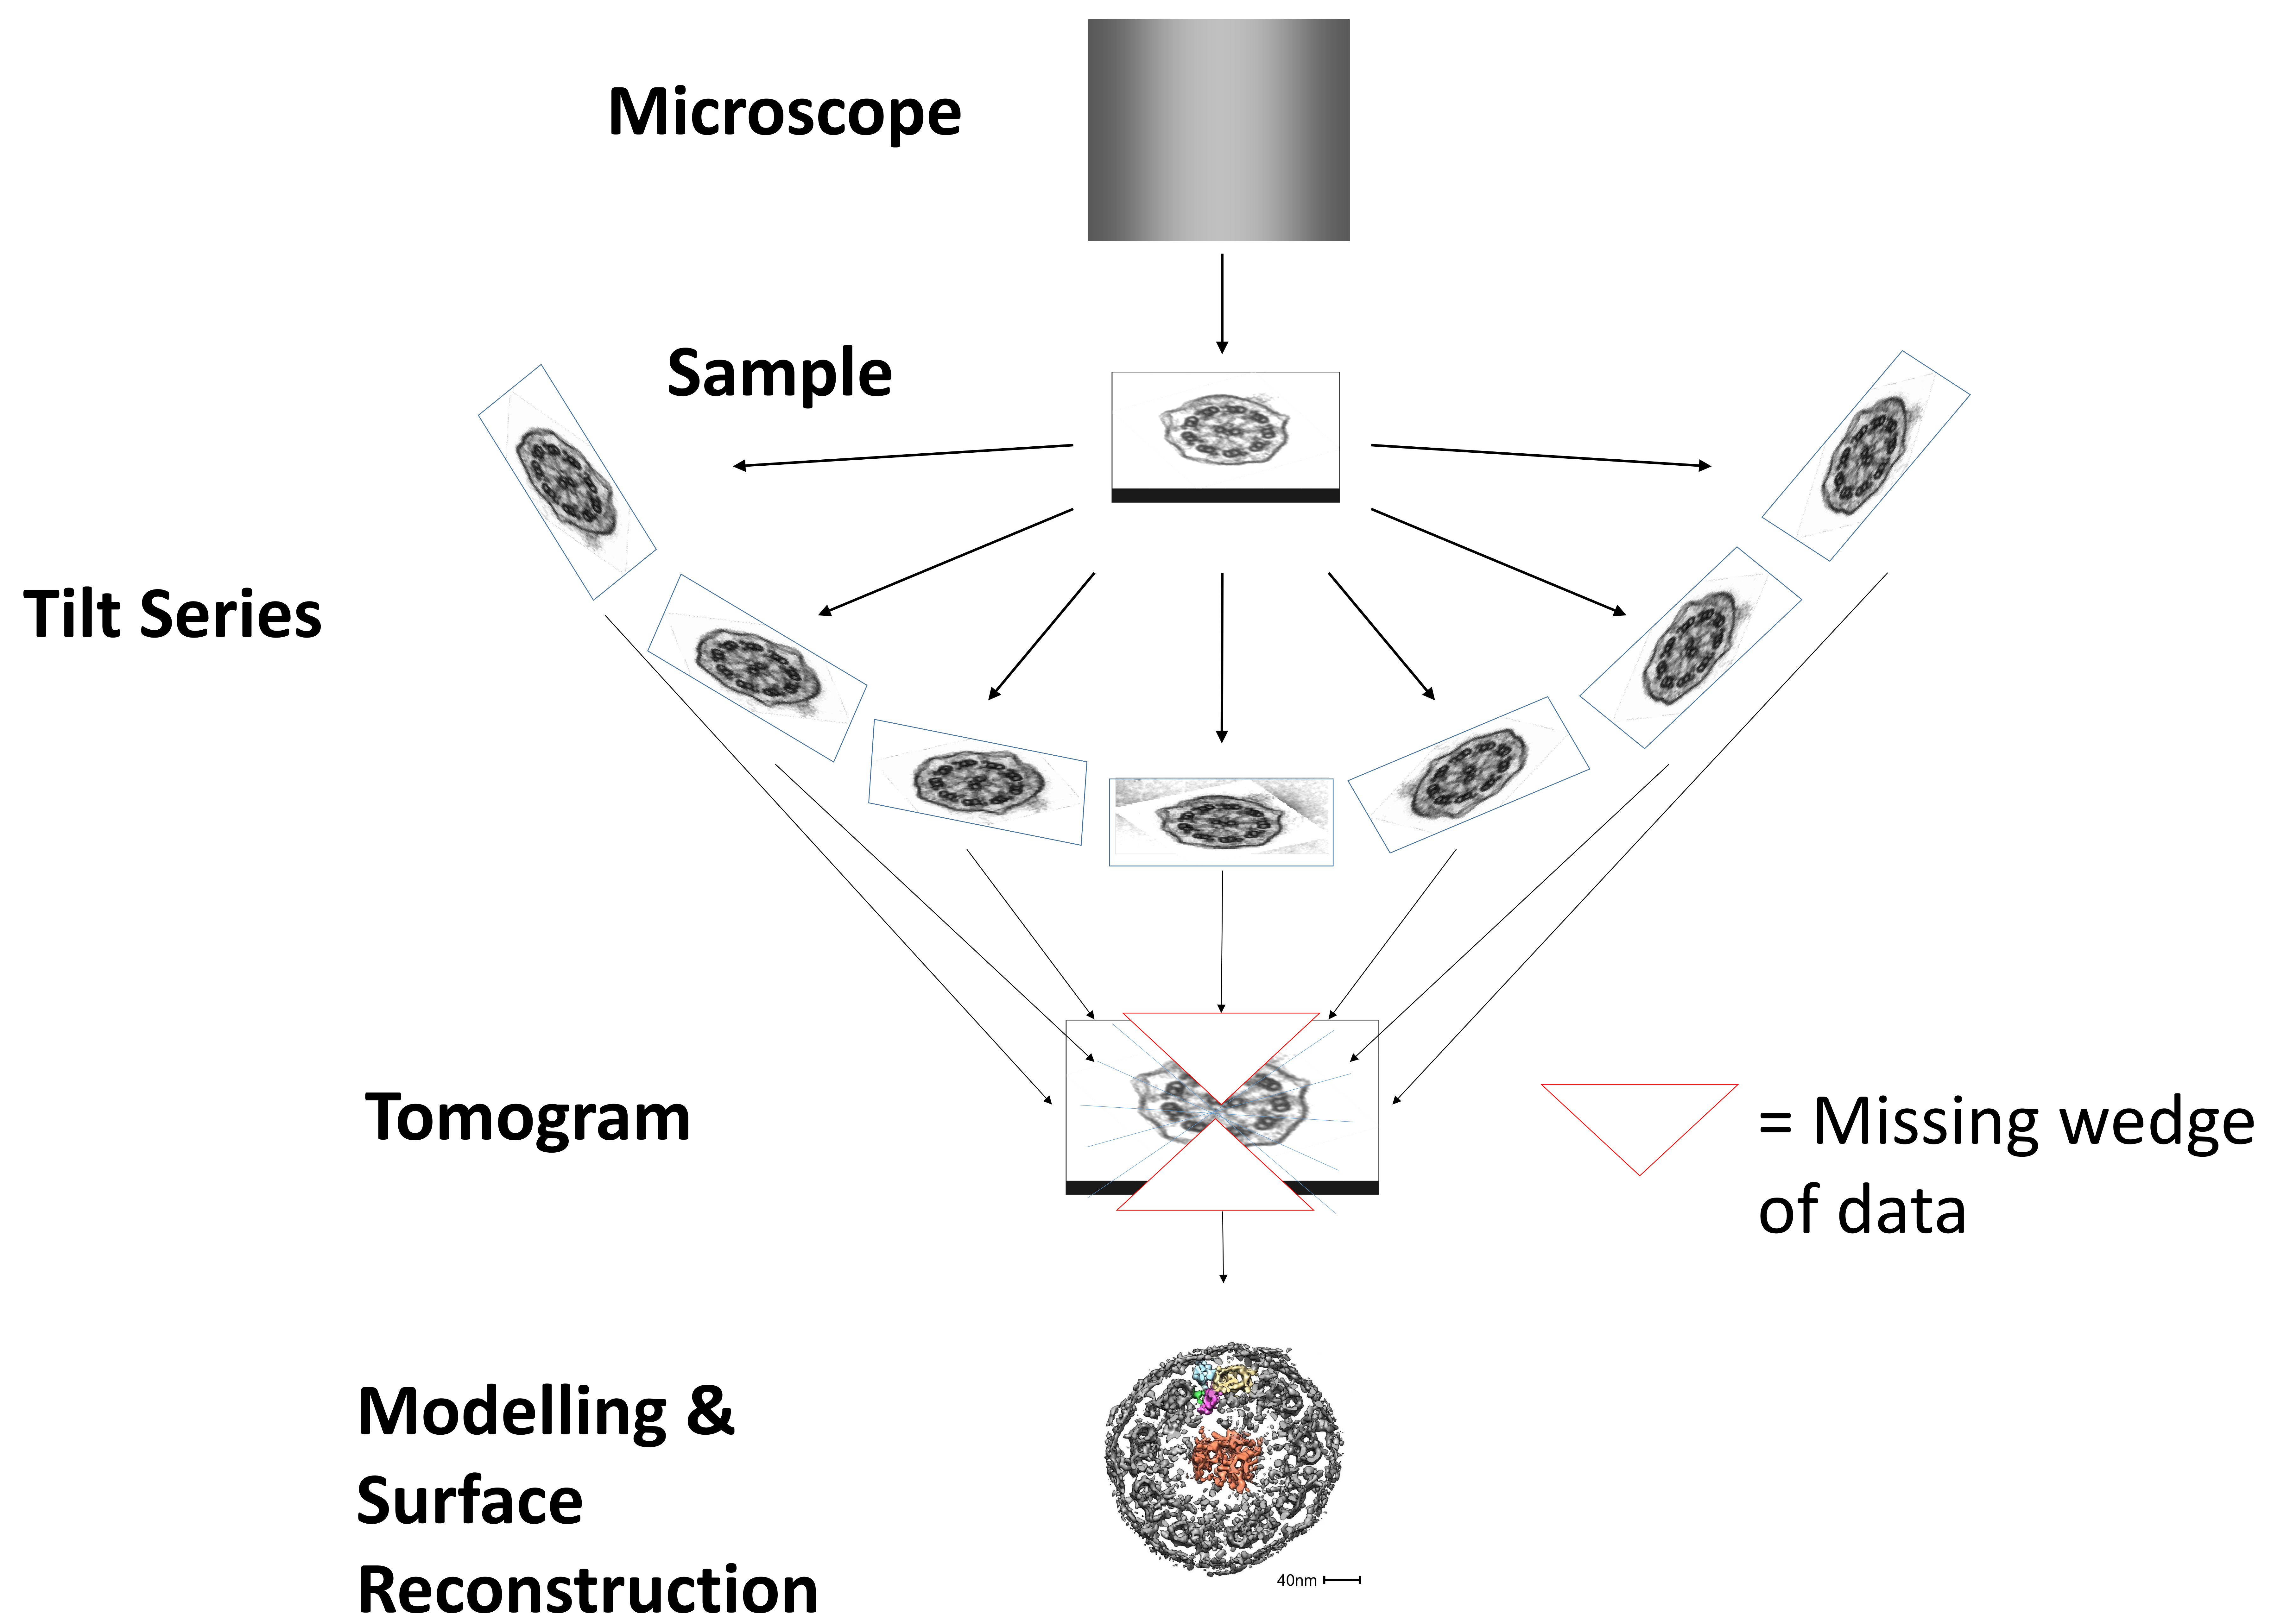 Microscope
Sample
Tilt Series
Tomogram
= Missing wedge
of data
Modelling &
Surface
Reconstruction
40nm